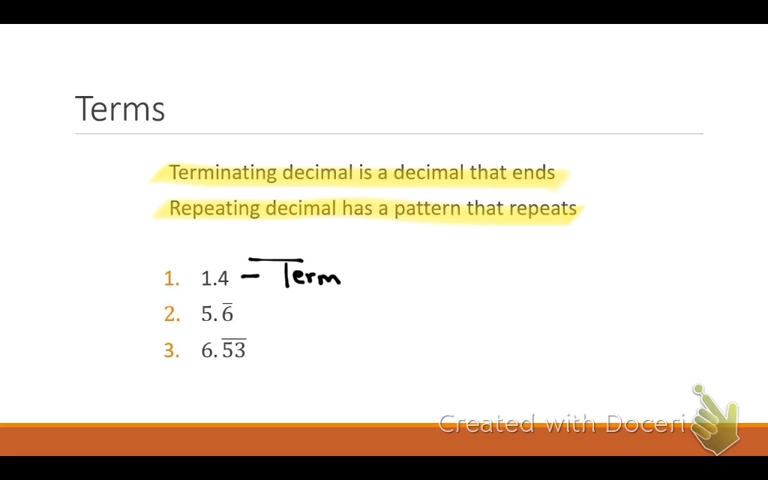 Terms
Terminating decimal is a decimal that ends
Repeating decimal has a pattern that repeats
1. 1.4 – Term
2. 5.6̅
3. 6.5̅3̅
Created with Doceri